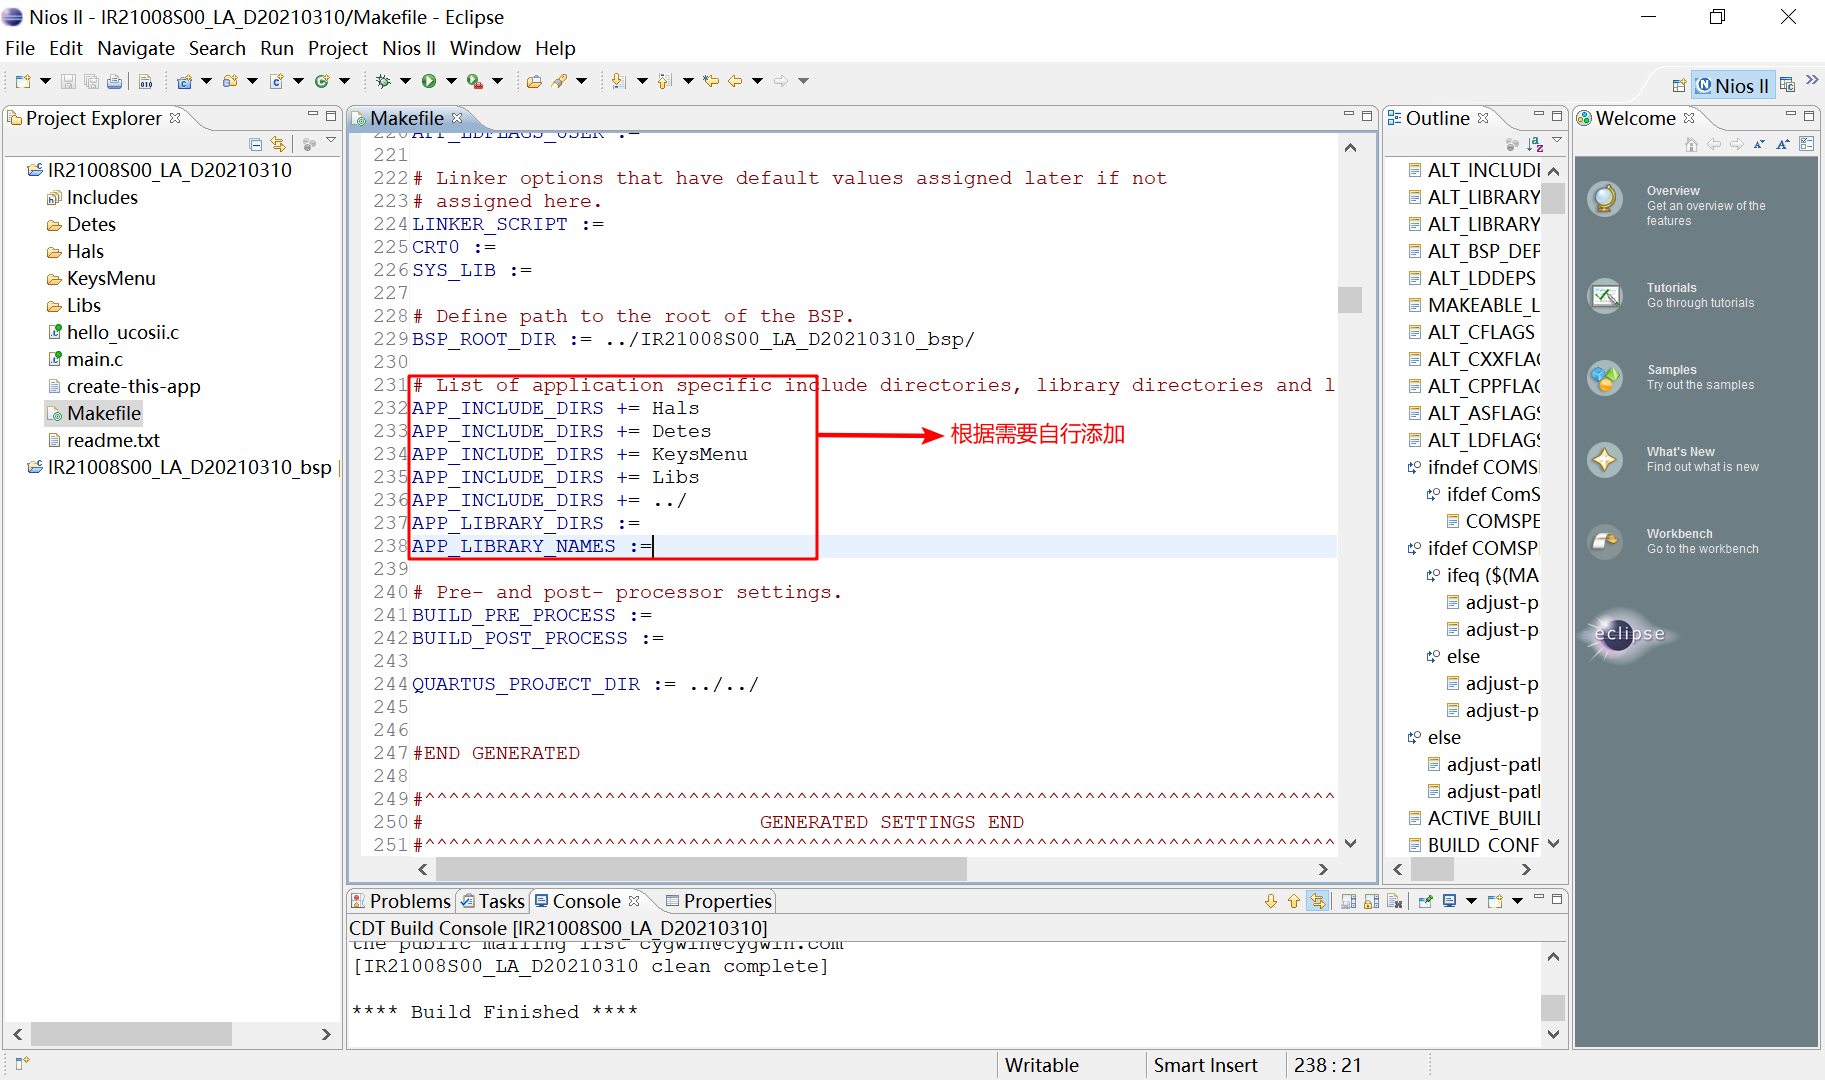 Nios II - IR21008S00_LA_D20210310/Makefile - Eclipse
File Edit Navigate Search Run Project Nios II Window Help
Nios II
Project Explorer
IR21008S00_LA_D20210310
Includes
Detes
Hals
KeysMenu
Libs
hello_ucosii.c
main.c
create-this-app
Makefile
readme.txt
IR21008S00_LA_D20210310_bsp
Makefile
220 APP_LDFLAGS_USER :=
221
222 # Linker options that have default values assigned later if not
223 # assigned here.
224 LINKER_SCRIPT :=
225 CRT0 :=
226 SYS_LIB :=
227
228 # Define path to the root of the BSP.
229 BSP_ROOT_DIR := ../IR21008S00_LA_D20210310_bsp/
230
231 # List of application specific include directories, library directories and l
232 APP_INCLUDE_DIRS += Hals
233 APP_INCLUDE_DIRS += Detes
234 APP_INCLUDE_DIRS += KeysMenu
235 APP_INCLUDE_DIRS += Libs
236 APP_INCLUDE_DIRS += ../
237 APP_LIBRARY_DIRS :=
238 APP_LIBRARY_NAMES :=
根据需要自行添加
239
240 # Pre- and post- processor settings.
241 BUILD_PRE_PROCESS :=
242 BUILD_POST_PROCESS :=
243
244 QUARTUS_PROJECT_DIR := ../../
245
246
247 #END GENERATED
248
249 #^^^^^^^^^^^^^^^^^^^^^^^^^^^^^^^^^^^^^^^^^^^^^^^^^^^^^^^^^^^^^^^^^^^^^^^^^^^^
250 # GENERATED SETTINGS END
251 #^^^^^^^^^^^^^^^^^^^^^^^^^^^^^^^^^^^^^^^^^^^^^^^^^^^^^^^^^^^^^^^^^^^^^^^^^^^^
Outline
ALT_INCLUDE
ALT_LIBRARY
ALT_LIBRARY
ALT_BSP_DEP
ALT_LDDEPS
MAKEABLE_L
ALT_CFLAGS
ALT_CXXFLAG
ALT_CPPFLAG
ALT_ASFLAGS
ALT_LDFLAGS
ifndef COMSI
ifdef ComS
COMSPE
ifdef COMSPI
ifeq ($(MA
adjust-p
adjust-p
else
adjust-p
adjust-p
else
adjust-patl
adjust-patl
ACTIVE_BUILI
BUILD_CONF
Welcome
Overview
Get an overview of the
features
Tutorials
Go through tutorials
Samples
Try out the samples
What's New
Find out what is new
Workbench
Go to the workbench
eclipse
Problems Tasks Console Properties
CDT Build Console [IR21008S00_LA_D20210310]
the public mailing list cygwin@cygwin.com
[IR21008S00_LA_D20210310 clean complete]
**** Build Finished ****
Writable Smart Insert 238 : 21